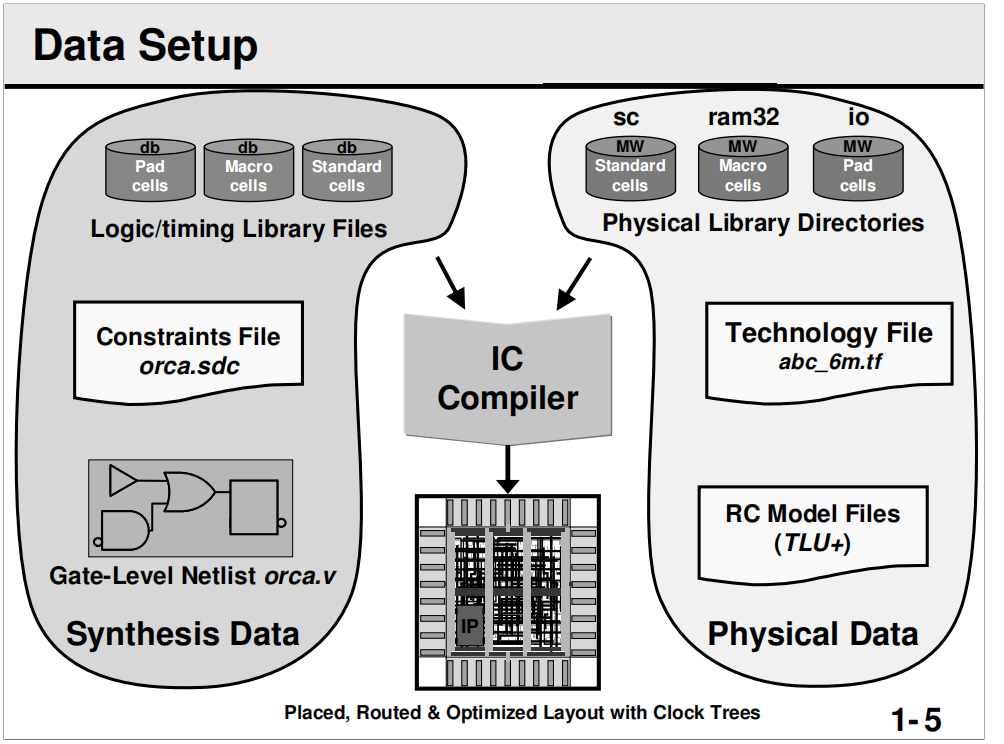 Data Setup
db
Pad
cells
db
Macro
cells
db
Standard
cells
Logic/timing Library Files
Constraints File
orca.sdc
Gate-Level Netlist orca.v
Synthesis Data
sc
ram32
io
MW
Standard
cells
MW
Macro
cells
MW
Pad
cells
Physical Library Directories
Technology File
abc_6m.tf
RC Model Files
(TLU+)
Physical Data
IC
Compiler
IP
Placed, Routed & Optimized Layout with Clock Trees
1- 5